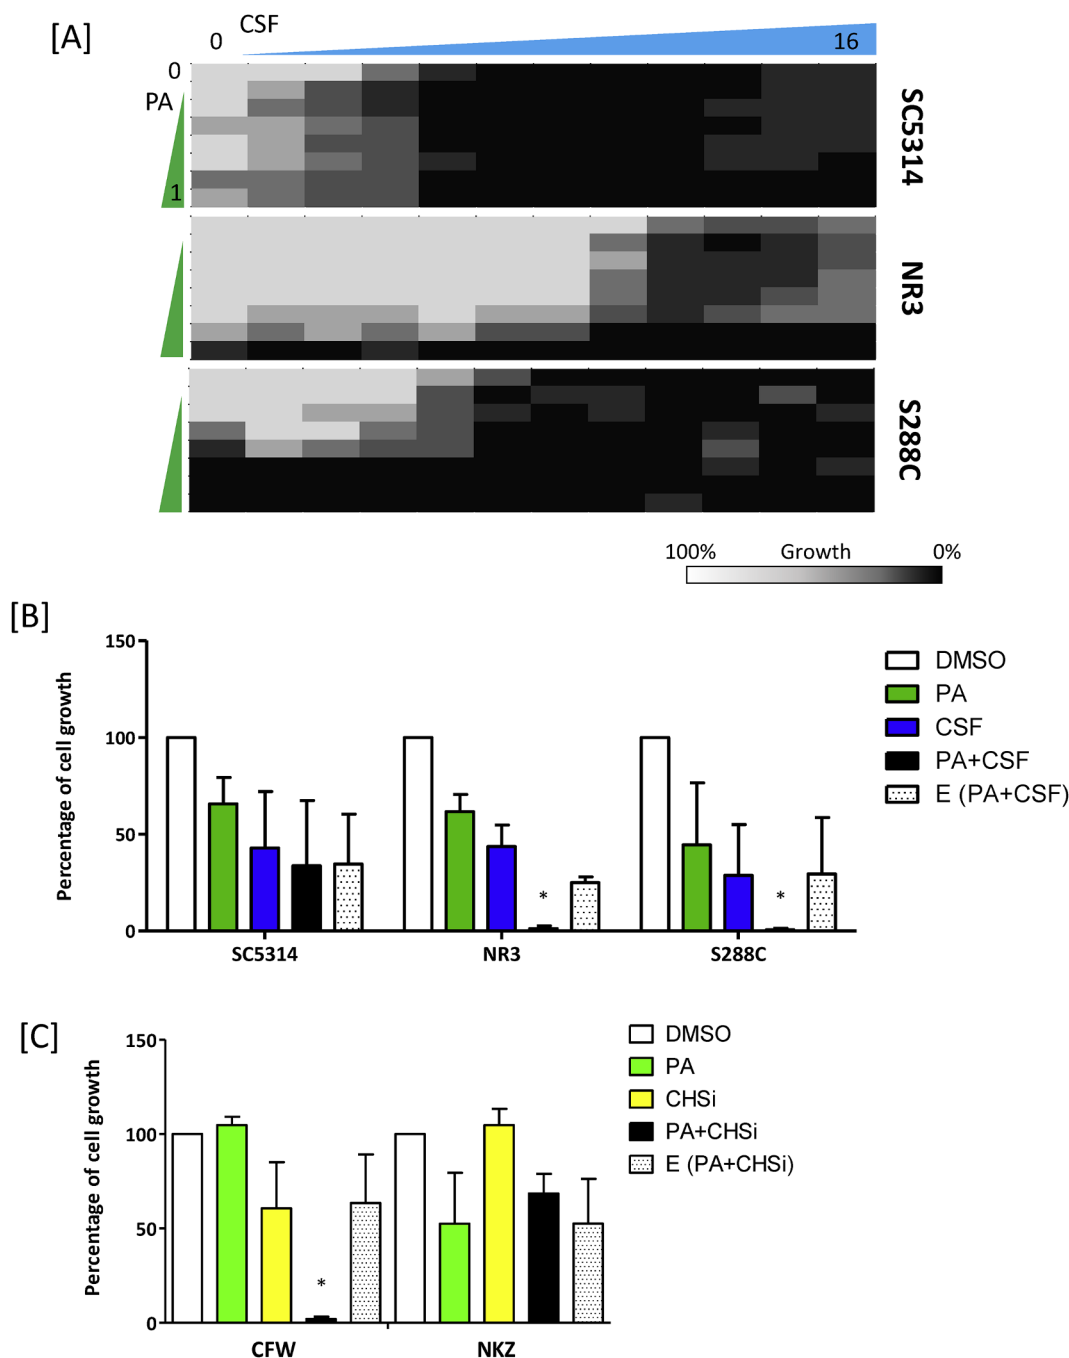 [A]
CSF
0
16
0
PA
1
SC5314
NR3
S288C
100% Growth 0%
[B]
Percentage of cell growth
150
100
50
0
SC5314 NR3 S288C
*
*
DMSO
PA
CSF
PA+CSF
E (PA+CSF)
[C]
Percentage of cell growth
150
100
50
0
CFW NKZ
*
DMSO
PA
CHSi
PA+CHSi
E (PA+CHSi)